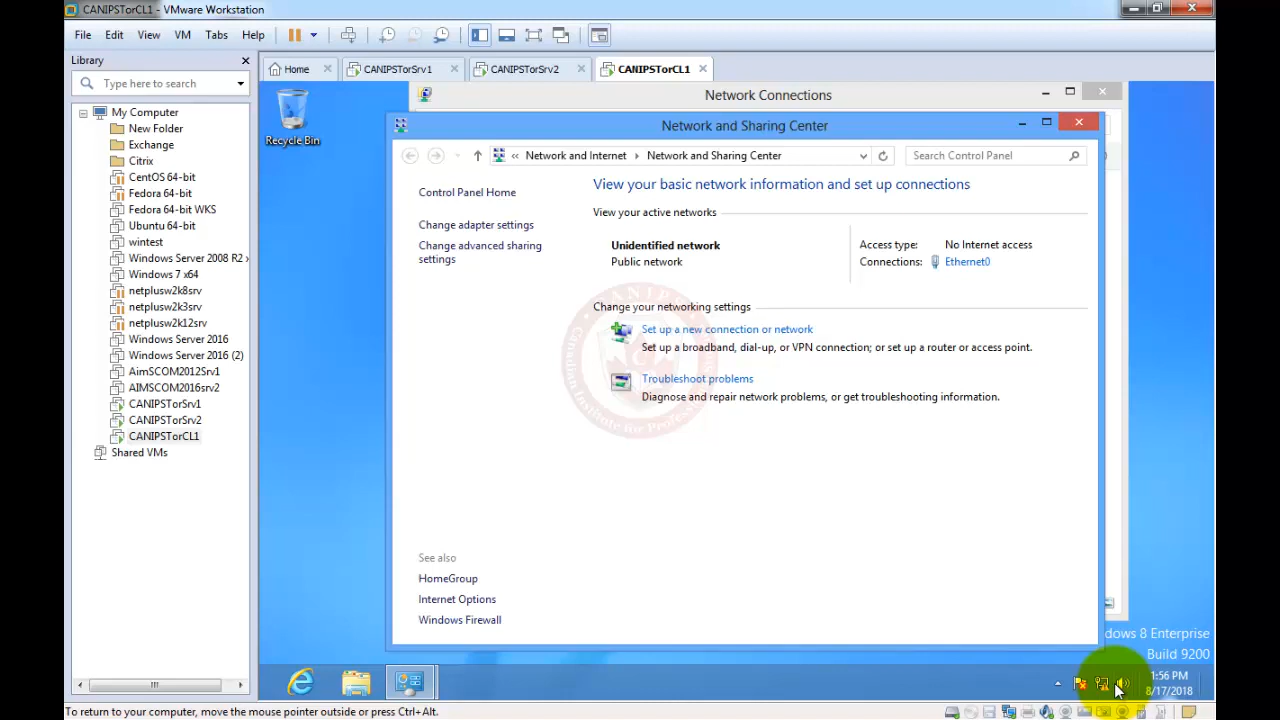 CANIPSTorCL1 - VMware Workstation
File Edit View VM Tabs Help
Library
Type here to search
My Computer
New Folder
Exchange
Citrix
CentOS 64-bit
Fedora 64-bit
Fedora 64-bit WKS
Ubuntu 64-bit
wintest
Windows Server 2008 R2 x
Windows 7 x64
netplusw2k8srv
netplusw2k3srv
netplusw2k12srv
Windows Server 2016
Windows Server 2016 (2)
AimSCOM2012Srv1
AIMSCOM2016srv2
CANIPSTorSrv1
CANIPSTorSrv2
CANIPSTorCL1
Shared VMs
Home CANIPSTorSrv1 CANIPSTorSrv2 CANIPSTorCL1
Recycle Bin
Network Connections
Network and Sharing Center
« Network and Internet Network and Sharing Center
Search Control Panel
Control Panel Home
Change adapter settings
Change advanced sharing
settings
View your basic network information and set up connections
View your active networks
Unidentified network
Public network
Access type: No Internet access
Connections: Ethernet0
Change your networking settings
Set up a new connection or network
Set up a broadband, dial-up, or VPN connection; or set up a router or access point.
Troubleshoot problems
Diagnose and repair network problems, or get troubleshooting information.
See also
HomeGroup
Internet Options
Windows Firewall
dows 8 Enterprise
Build 9200
1:56 PM
8/17/2018
To return to your computer, move the mouse pointer outside or press Ctrl+Alt.